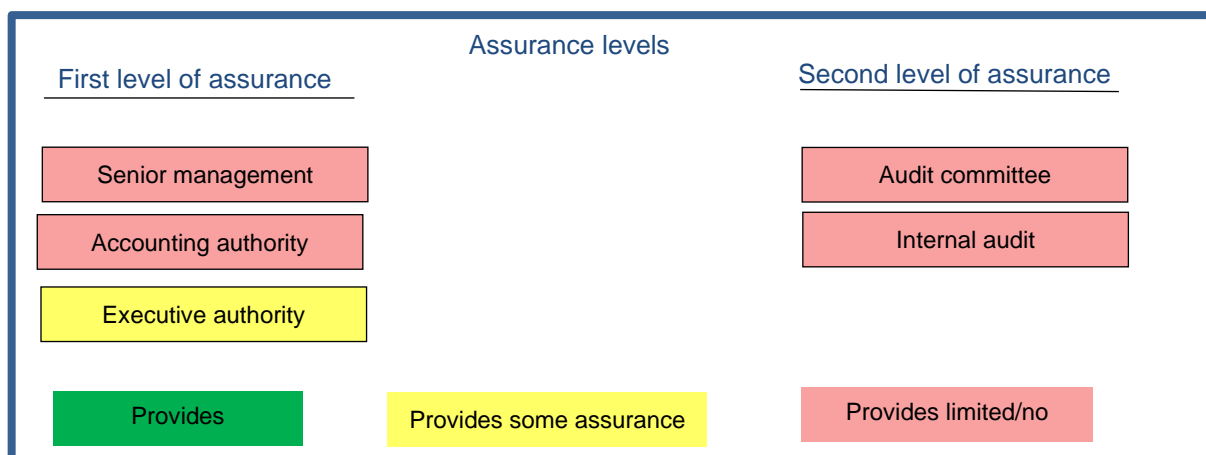 Assurance levels
First level of assurance
Second level of assurance
Senior management
Audit committee
Accounting authority
Internal audit
Executive authority
Provides
Provides some assurance
Provides limited/no